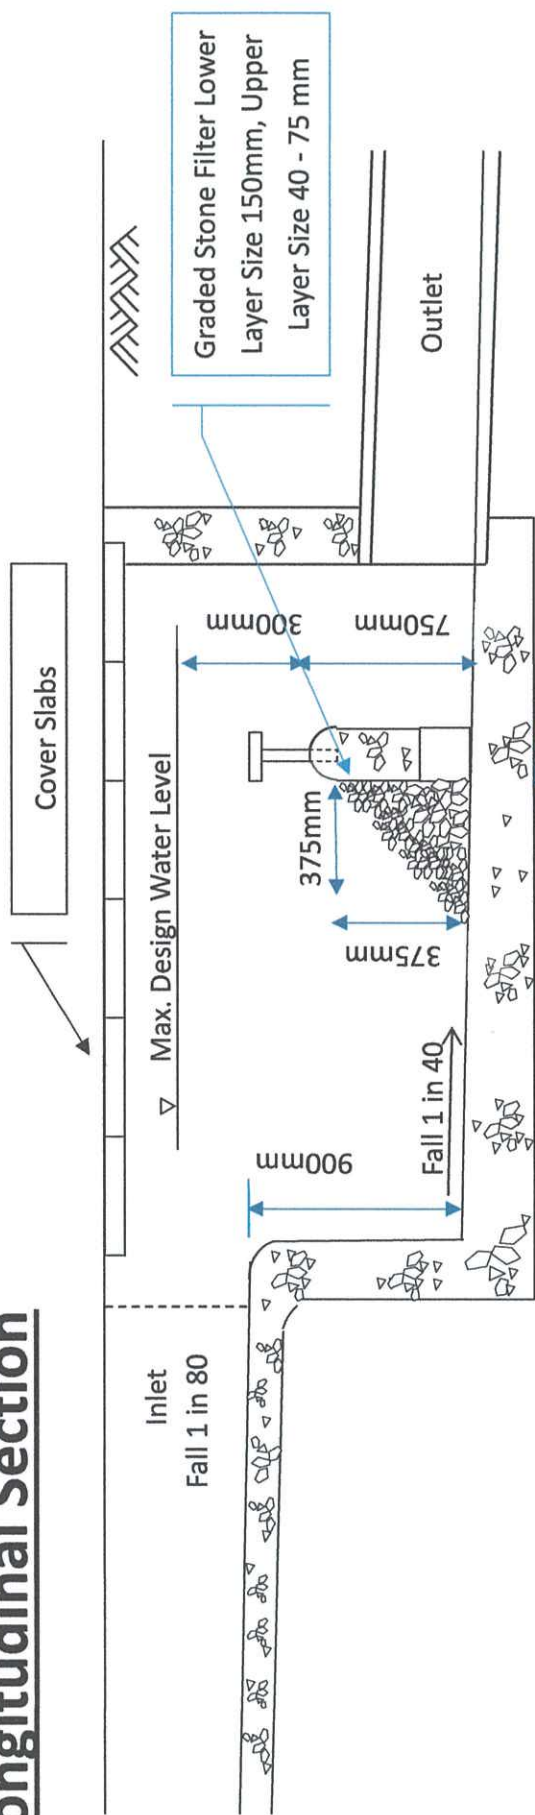 ongitudinal Section
Cover Slabs
Graded Stone Filter Lower
Layer Size 150mm, Upper
Layer Size 40 - 75 mm
Inlet
Fall 1 in 80
Max. Design Water Level
900mm
Fall 1 in 40
375mm
375mm
300mm
750mm
Outlet